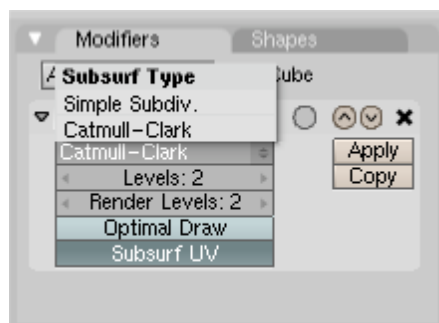 Modifiers Shapes
A Subsurf Type Cube
Simple Subdiv.
Catmull-Clark
Catmull-Clark Apply
Levels: 2 Copy
Render Levels: 2
Optimal Draw
Subsurf UV